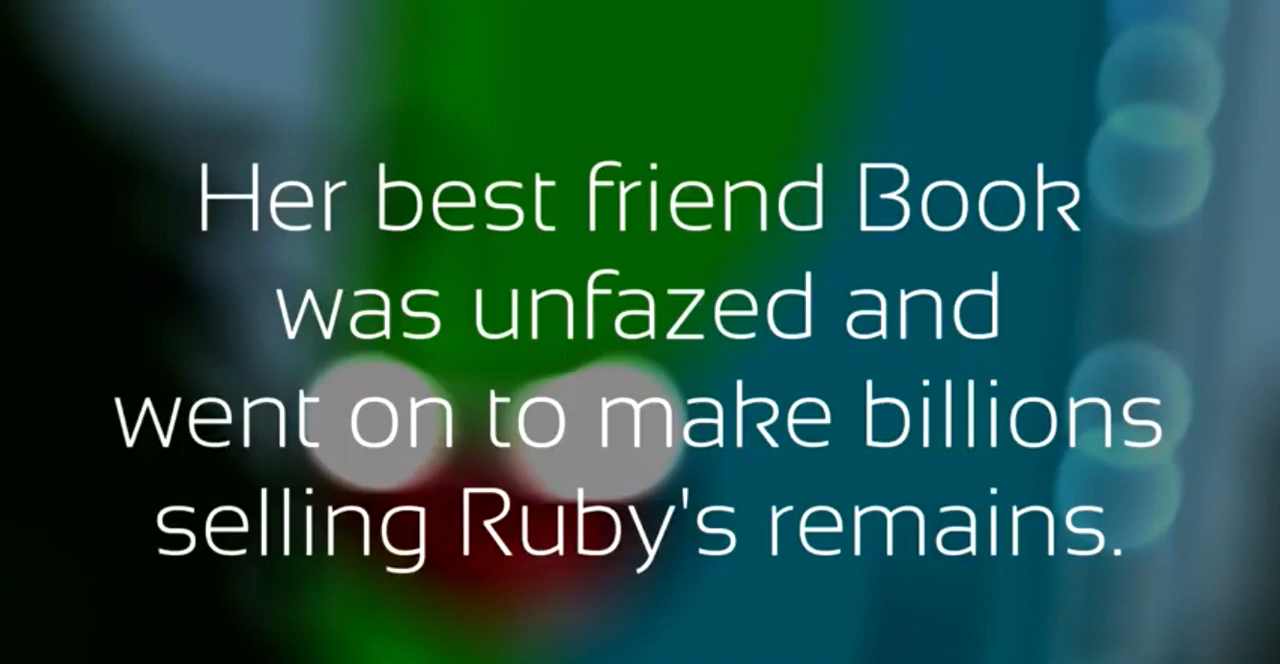 Her best friend Book
was unfazed and
went on to make billions
selling Ruby's remains.